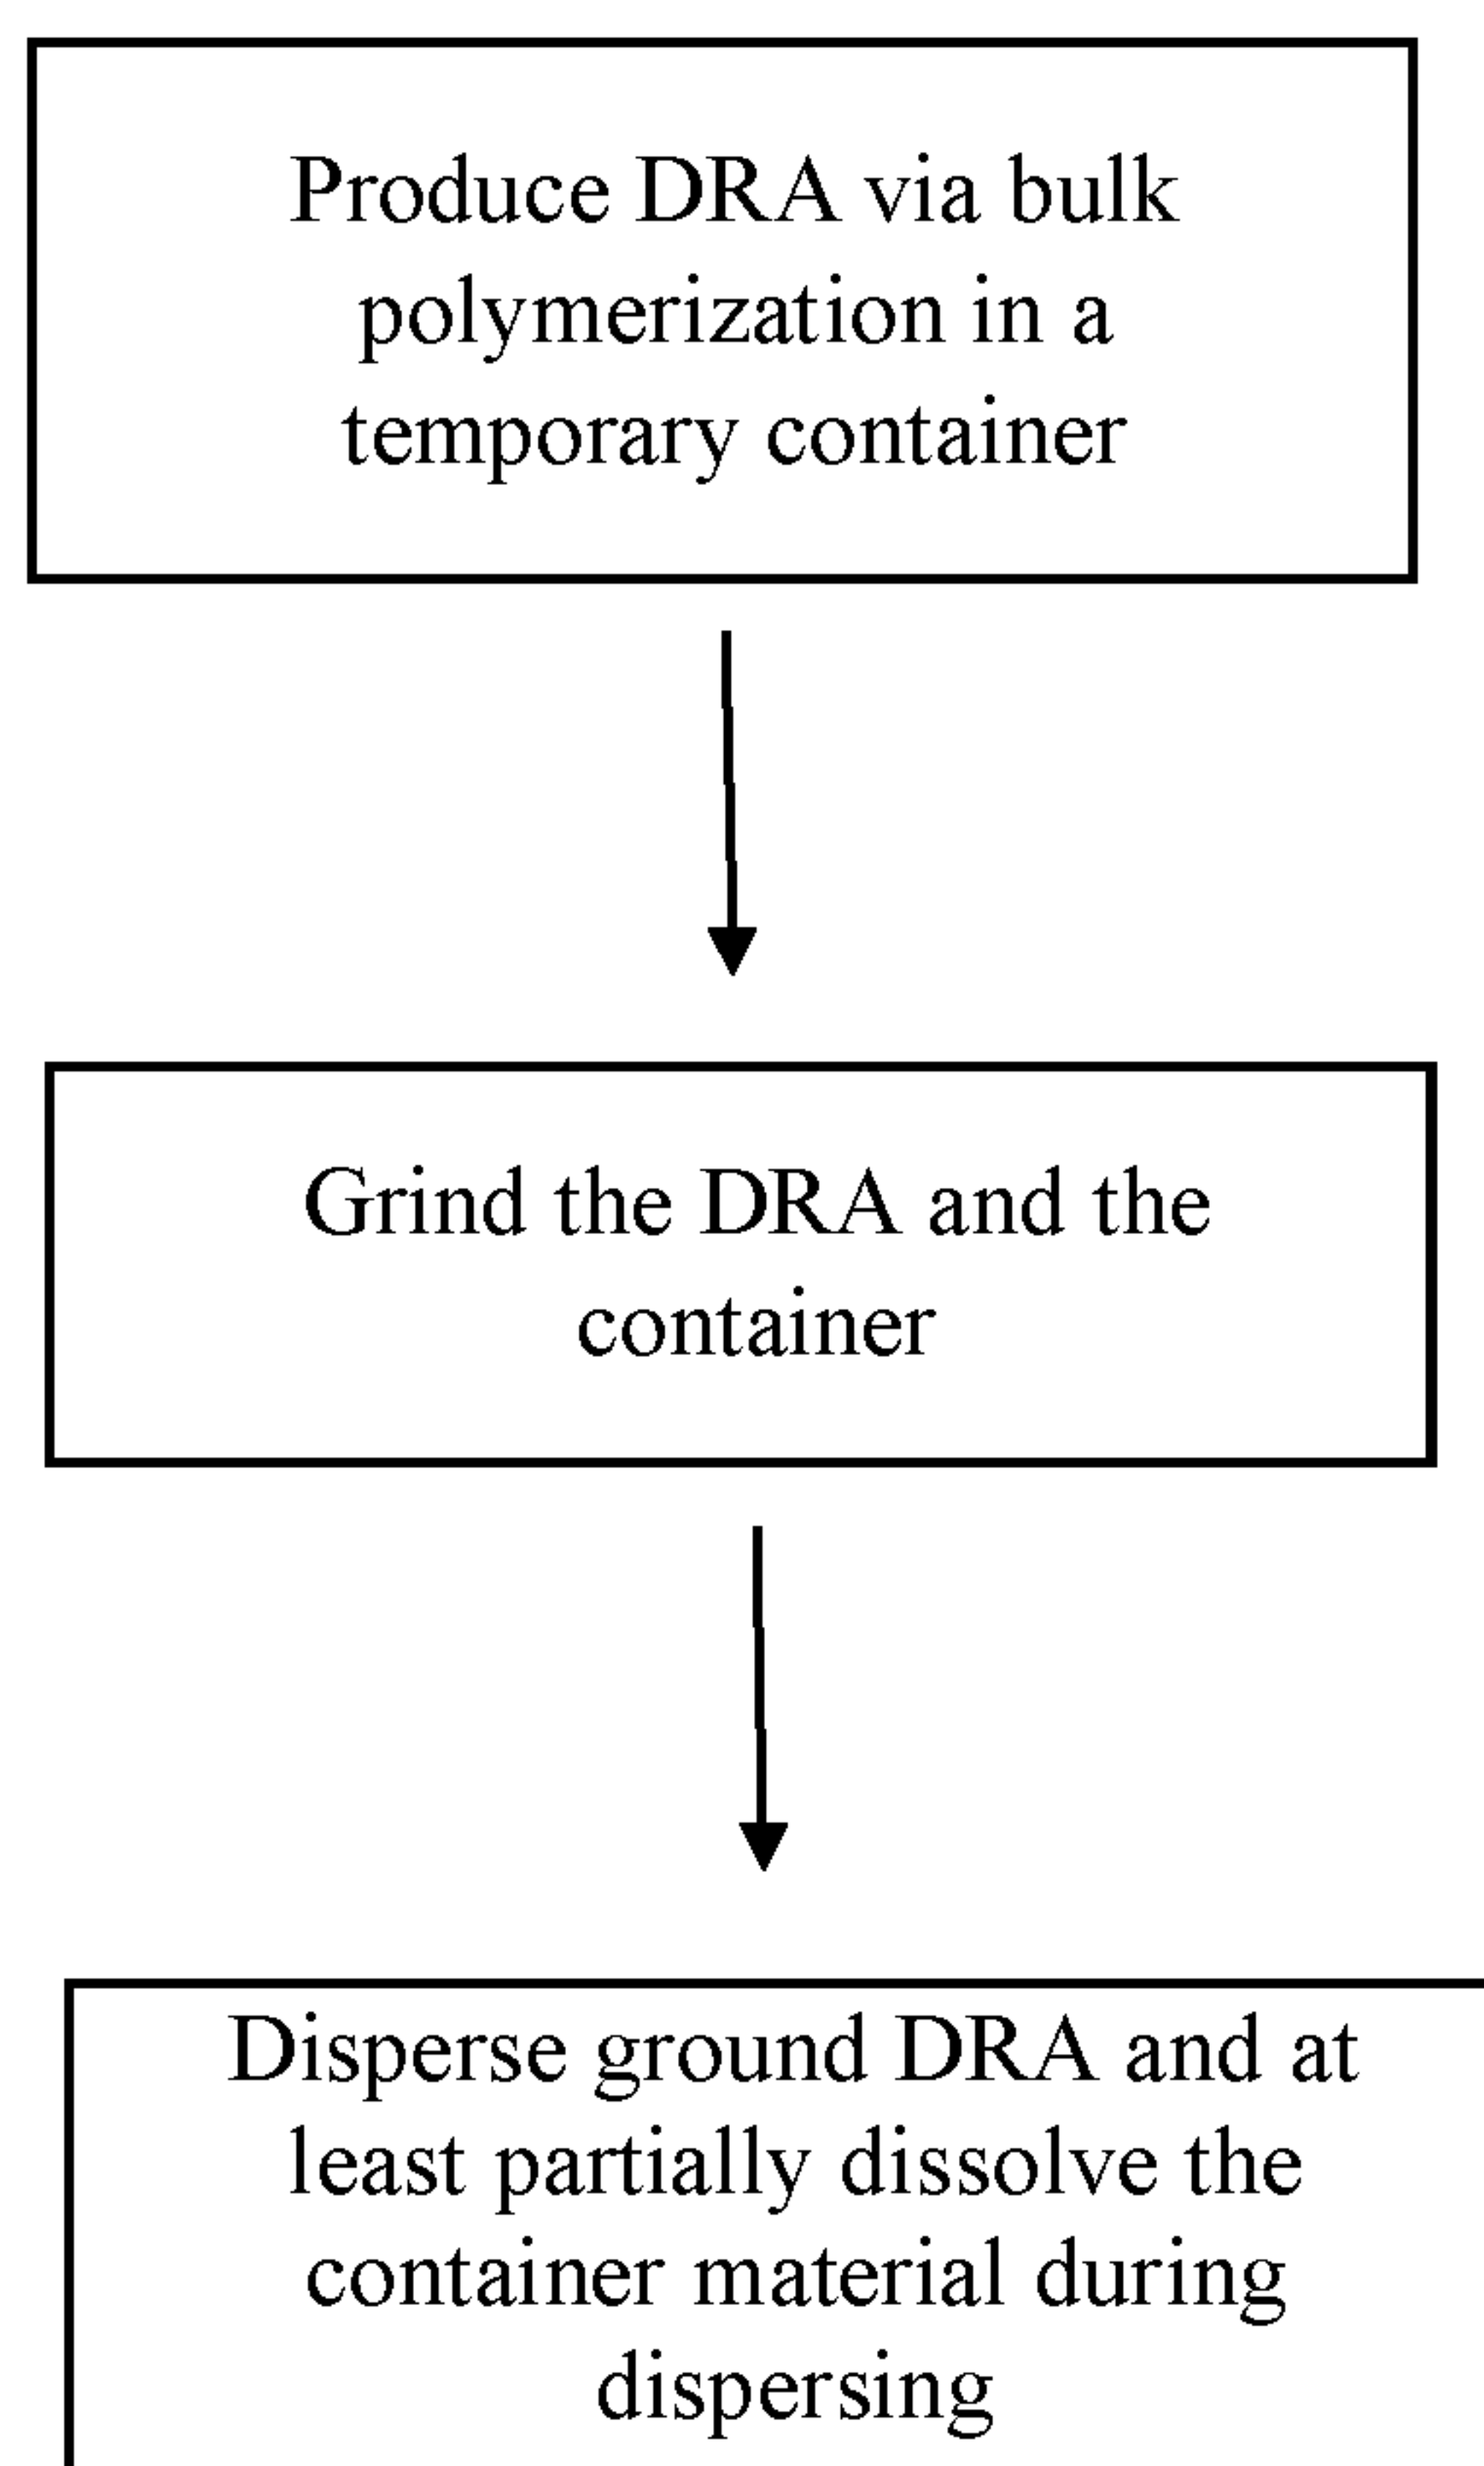 Produce DRA via bulk
polymerization in a
temporary container
Grind the DRA and the
container
Disperse ground DRA and at
least partially dissolve the
container material during
dispersing